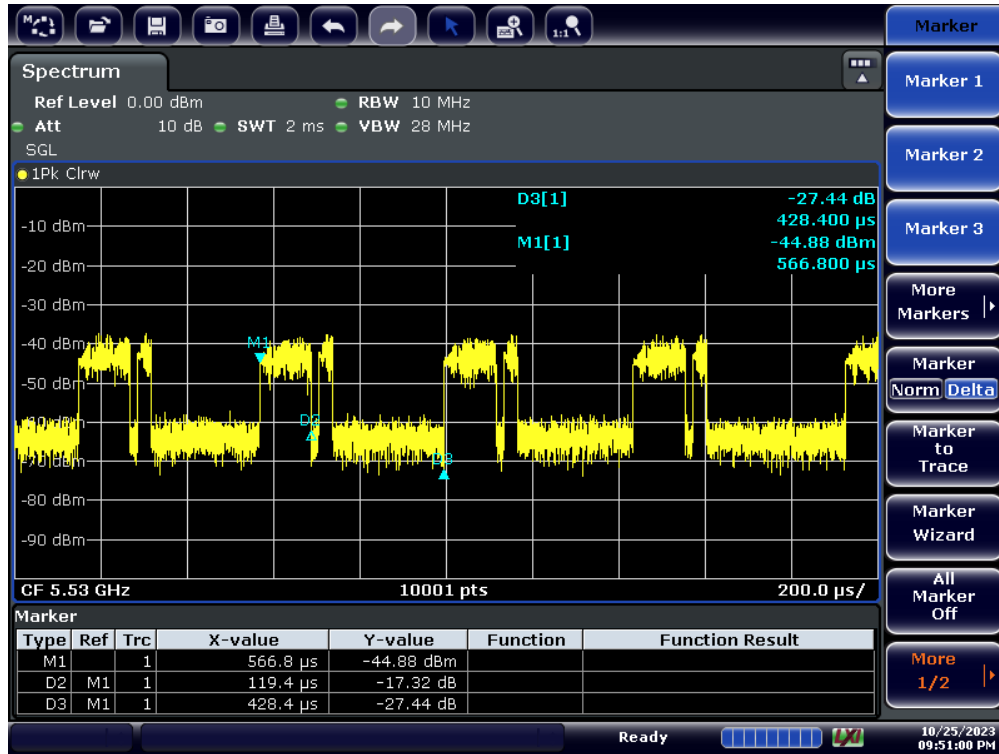 1:1
Marker
Spectrum
Ref Level 0.00 dBm RBW 10 MHz
Att 10 dB SWT 2 ms VBW 28 MHz
SGL
1Pk Clrw
D3[1] -27.44 dB
428.400 µs
M1[1] -44.88 dBm
566.800 µs
-10 dBm
-20 dBm
-30 dBm
-40 dBm
M1
-50 dBm
D2
D3
-80 dBm
-90 dBm
CF 5.53 GHz 10001 pts 200.0 µs/
Marker
Type Ref Trc X-value Y-value Function Function Result
M1 1 566.8 µs -44.88 dBm
D2 M1 1 119.4 µs -17.32 dB
D3 M1 1 428.4 µs -27.44 dB
Marker 1
Marker 2
Marker 3
More
Markers
Marker
Norm Delta
Marker
to
Trace
Marker
Wizard
All
Marker
Off
More
1/2
Ready LXI 10/25/2023
09:51:00 PM